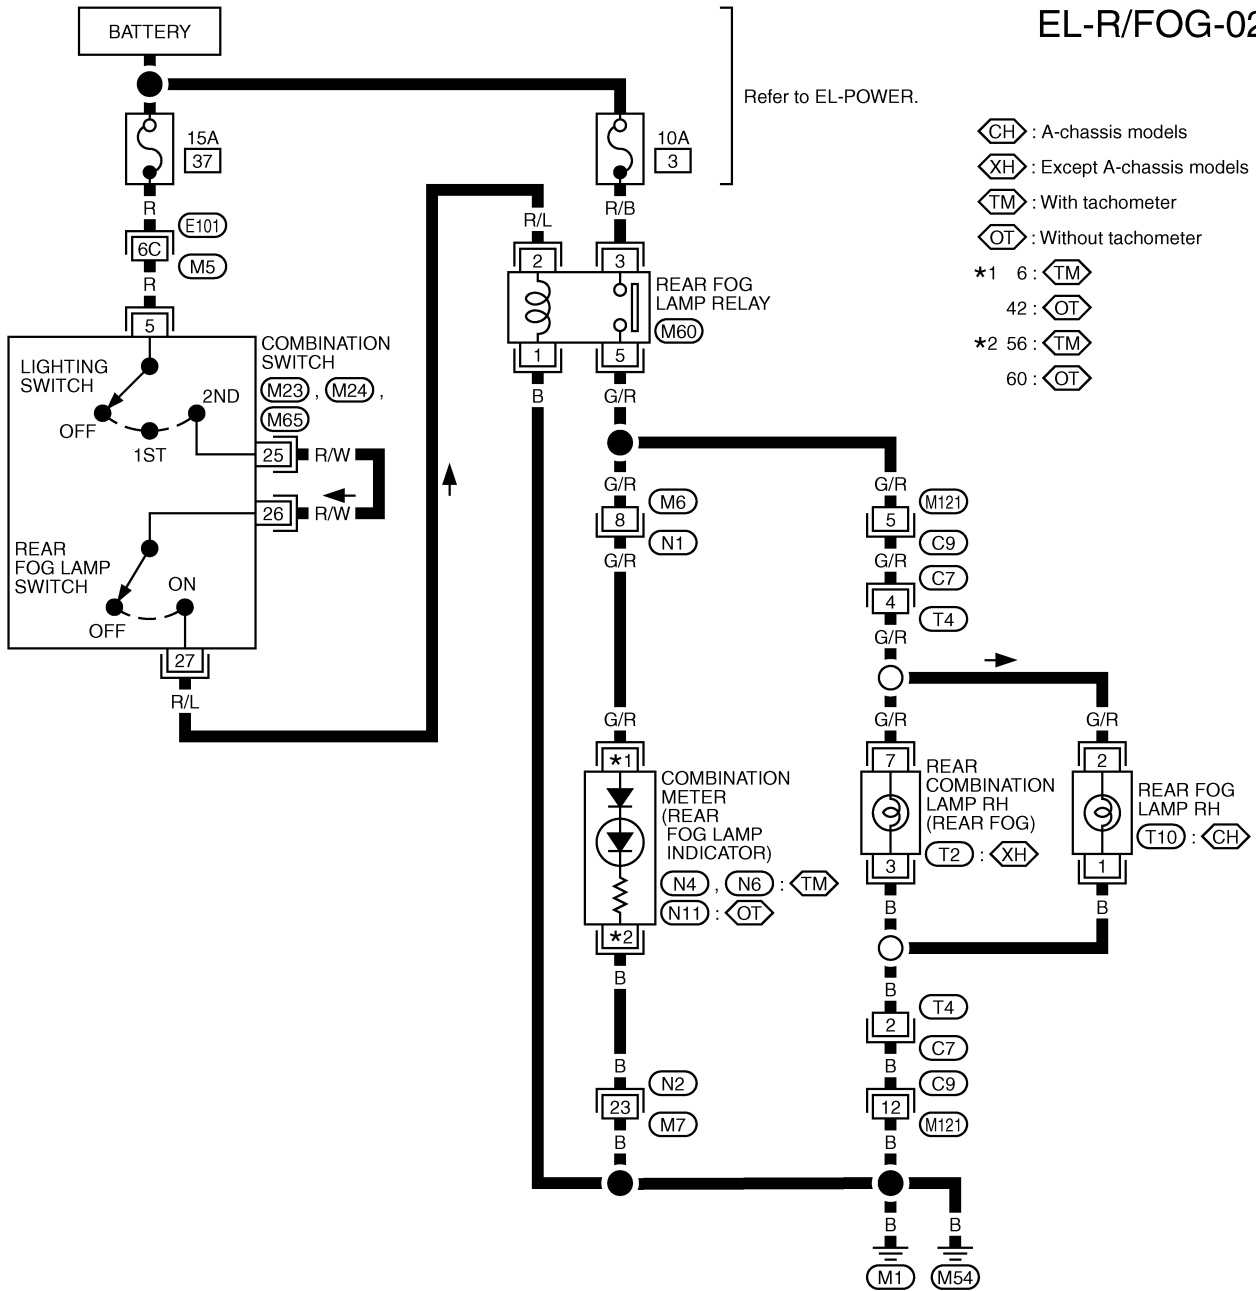 EL-R/FOG-02
BATTERY
Refer to EL-POWER.
15A
37
10A
3
CH : A-chassis models
XH : Except A-chassis models
TM : With tachometer
OT : Without tachometer
*1 6 : TM
42 : OT
*2 56 : TM
60 : OT
R
E101
6C
M5
R
5
R/L
R/B
2
3
REAR FOG
LAMP RELAY
M60
1
5
B
G/R
COMBINATION
SWITCH
M23 , M24 ,
M65
LIGHTING
SWITCH
OFF
1ST
2ND
25
R/W
26
R/W
REAR
FOG LAMP
SWITCH
OFF
ON
27
R/L
G/R
M6
8
N1
G/R
G/R
M121
5
C9
G/R
C7
4
T4
G/R
G/R
*1
COMBINATION
METER
(REAR
FOG LAMP
INDICATOR)
N4 , N6 : TM
N11 : OT
*2
B
G/R
7
REAR
COMBINATION
LAMP RH
(REAR FOG)
T2 : XH
3
B
G/R
2
REAR FOG
LAMP RH
T10 : CH
1
B
B
T4
2
C7
B
C9
12
M121
B
B
N2
23
M7
B
B
B
M1
M54